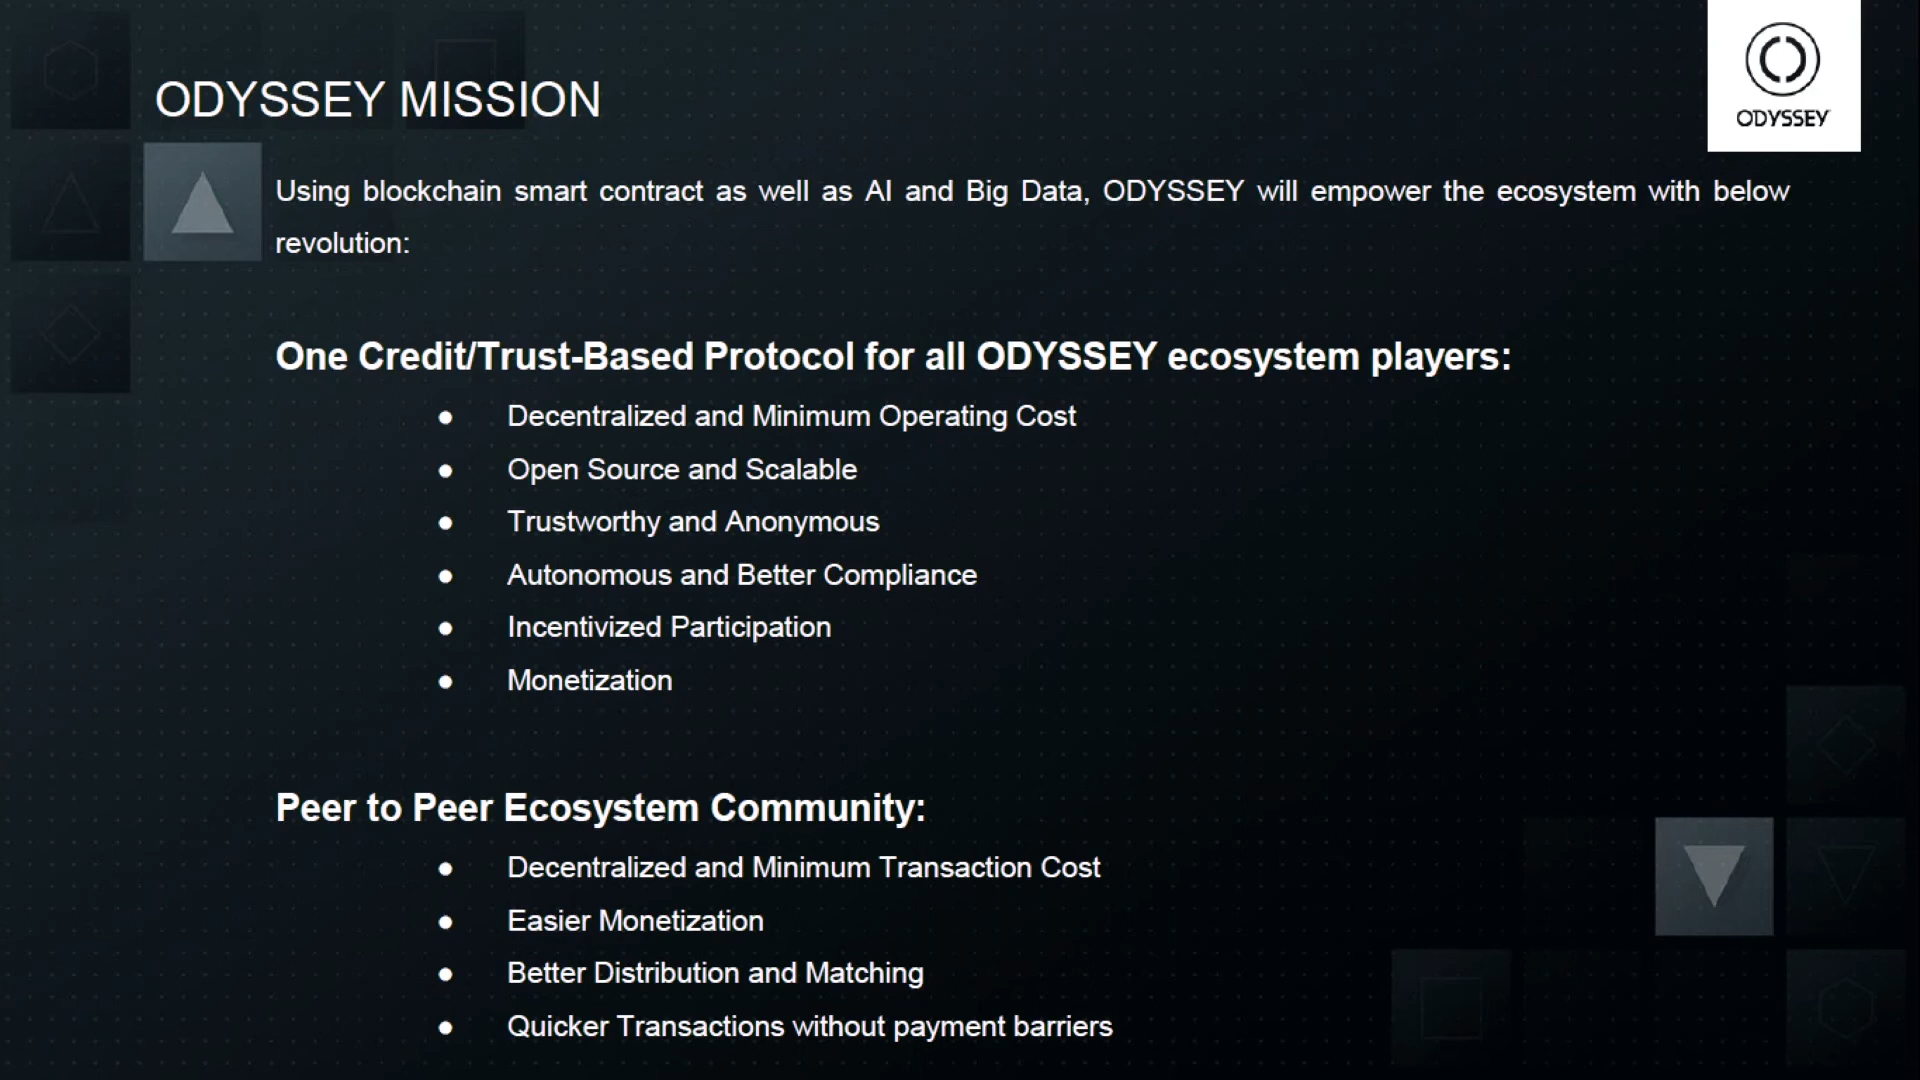 ODYSSEY MISSION
ODYSSEY
Using blockchain smart contract as well as AI and Big Data, ODYSSEY will empower the ecosystem with below
revolution:
One Credit/Trust-Based Protocol for all ODYSSEY ecosystem players:
● Decentralized and Minimum Operating Cost
● Open Source and Scalable
● Trustworthy and Anonymous
● Autonomous and Better Compliance
● Incentivized Participation
● Monetization
Peer to Peer Ecosystem Community:
● Decentralized and Minimum Transaction Cost
● Easier Monetization
● Better Distribution and Matching
● Quicker Transactions without payment barriers